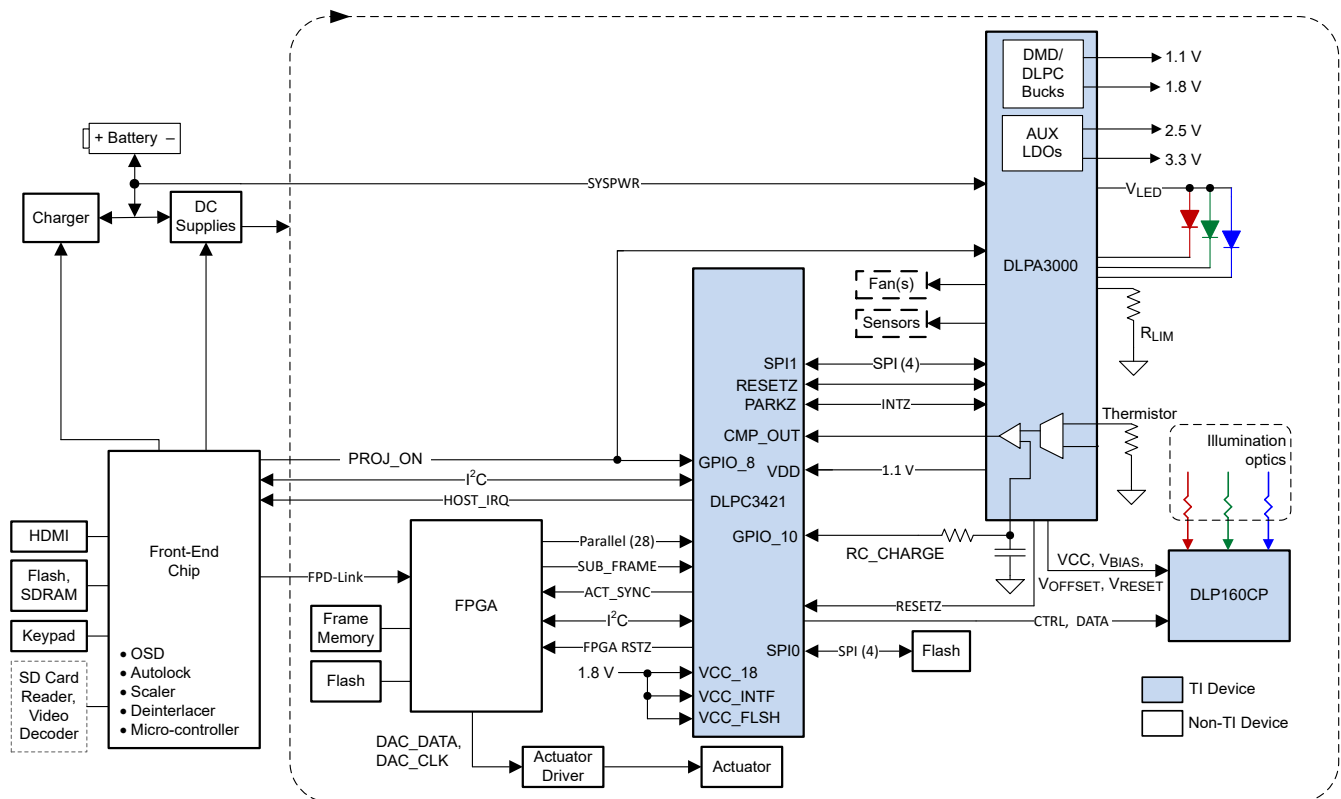 DMD/
DLPC
Bucks
1.1 V
1.8 V
AUX
LDOs
2.5 V
3.3 V
+ Battery –
SYSPWR
Charger
DC
Supplies
VLED
DLPA3000
Fan(s)
Sensors
RLIM
SPI1
SPI (4)
RESETZ
PARKZ
INTZ
CMP_OUT
Thermistor
Illumination
optics
PROJ_ON
GPIO_8
VDD
1.1 V
I2C
HOST_IRQ
DLPC3421
HDMI
Front-End
Chip
Flash,
SDRAM
FPD-Link
Keypad
SD Card
Reader,
Video
Decoder
• OSD
• Autolock
• Scaler
• Deinterlacer
• Micro-controller
FPGA
Parallel (28)
SUB_FRAME
ACT_SYNC
I2C
FPGA RSTZ
Frame
Memory
Flash
GPIO_10
RC_CHARGE
VCC, VBIAS,
VOFFSET, VRESET
DLP160CP
RESETZ
CTRL, DATA
SPI0
SPI (4)
Flash
1.8 V
VCC_18
VCC_INTF
VCC_FLSH
TI Device
Non-TI Device
DAC_DATA,
DAC_CLK
Actuator
Driver
Actuator